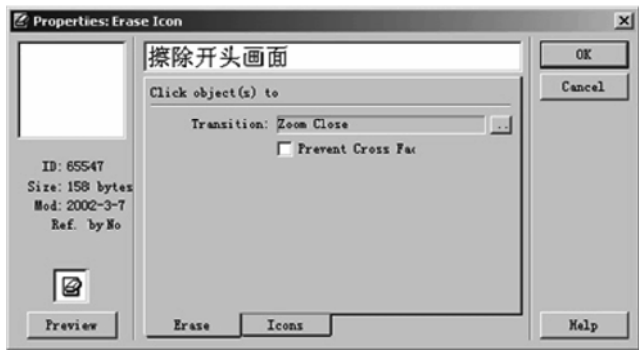 Properties: Erase Icon
擦除开头画面
Click object(s) to
Transition: Zoom Close
..
Prevent Cross Fac
ID: 65547
Size: 158 bytes
Mod: 2002-3-7
Ref. by No
Preview
Erase
Icons
OK
Cancel
Help